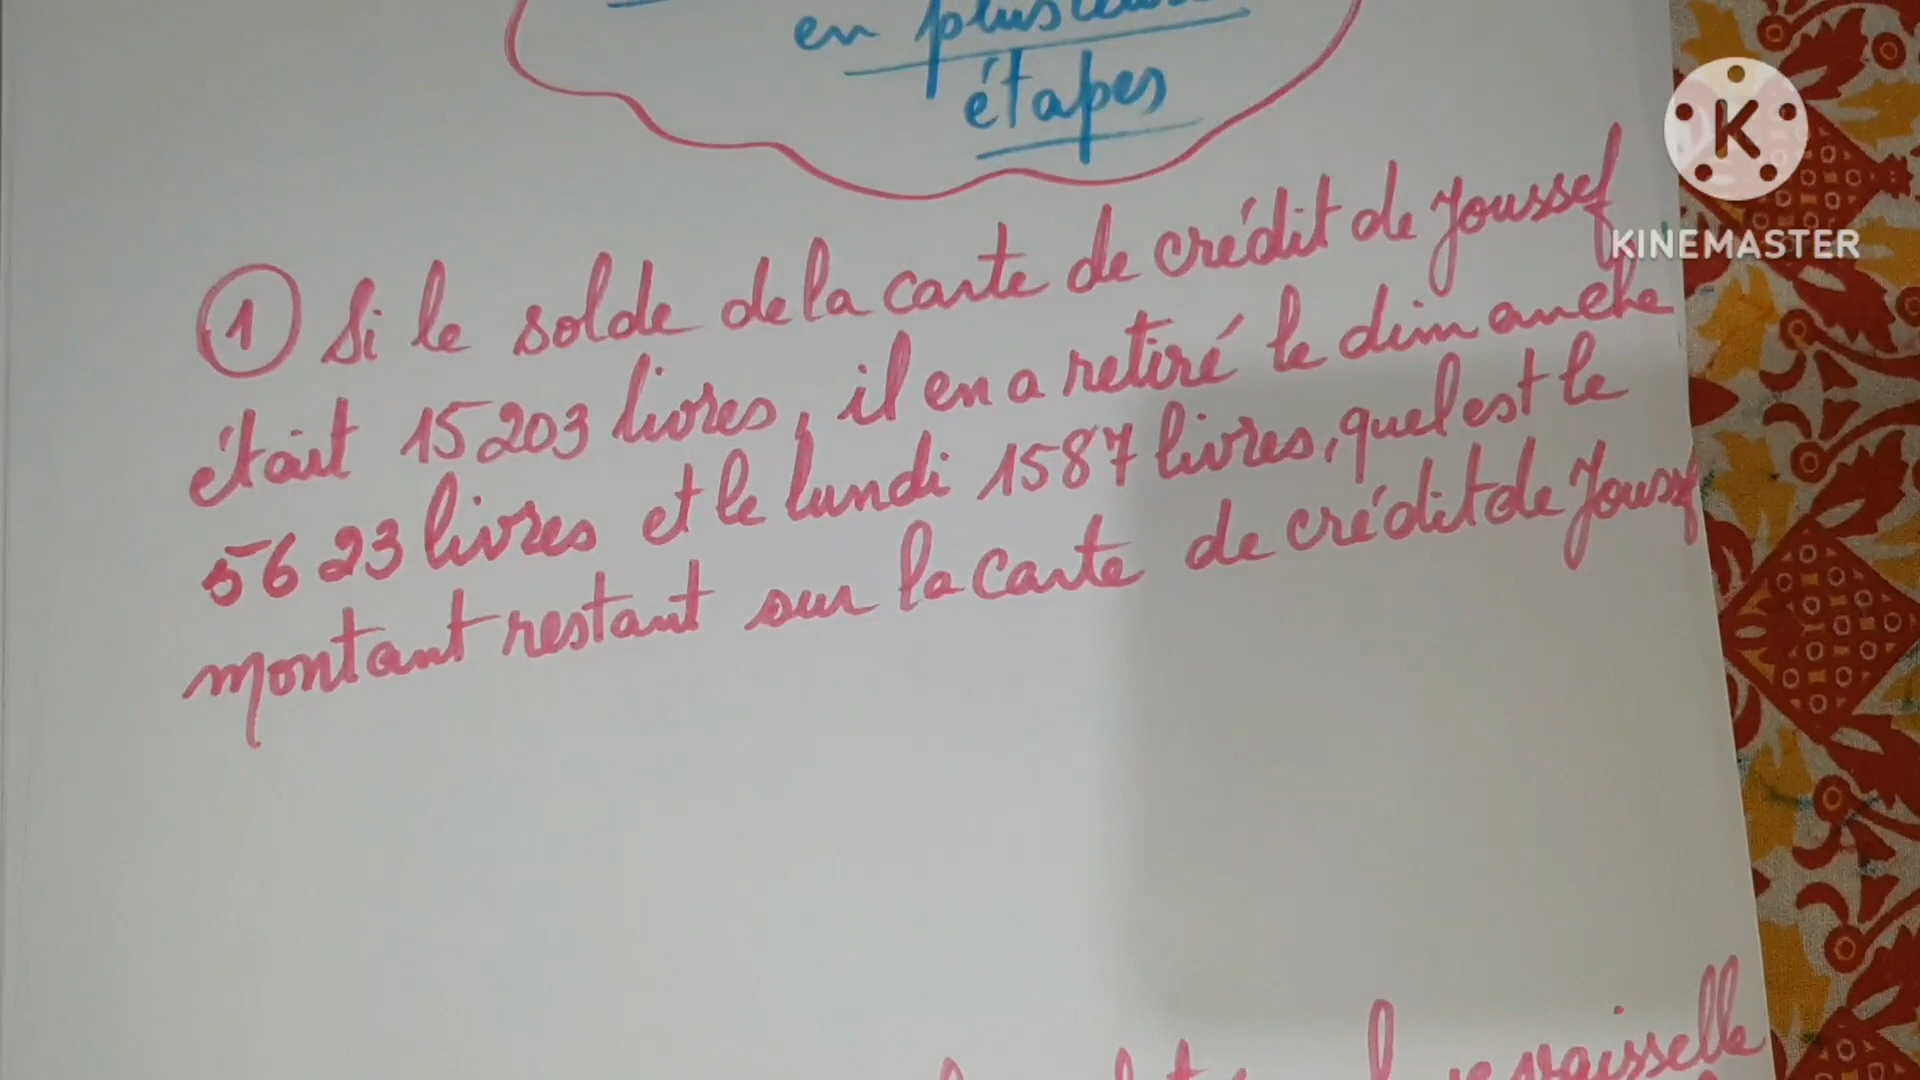 en plusieurs
étapes
K
KINEMASTER
① Si le solde de la carte de crédit de Youssef
était 15203 livres, il en a retiré le dimanche
5623 livres et le lundi 1587 livres, quel est le
montant restant sur la carte de crédit de Youssef
vaisselle